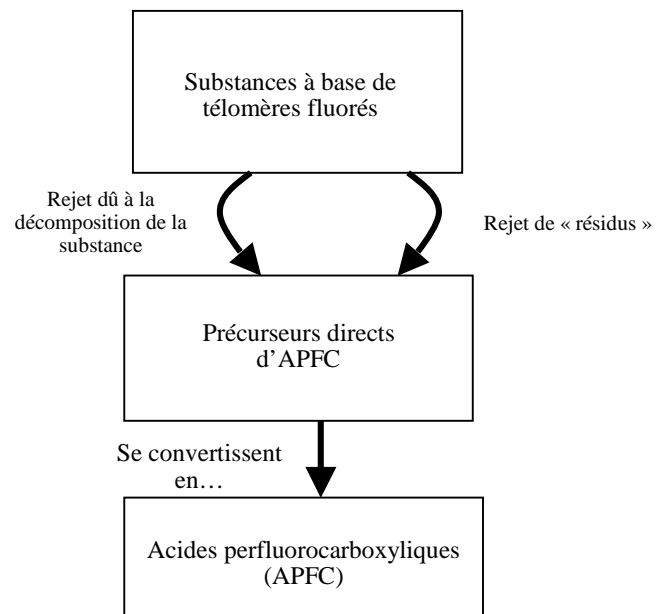 Substances à base de
télomères fluorés
Rejet dû à la
décomposition de la
substance
Rejet de « résidus »
Précurseurs directs
d’APFC
Se convertissent
en…
Acides perfluorocarboxyliques
(APFC)